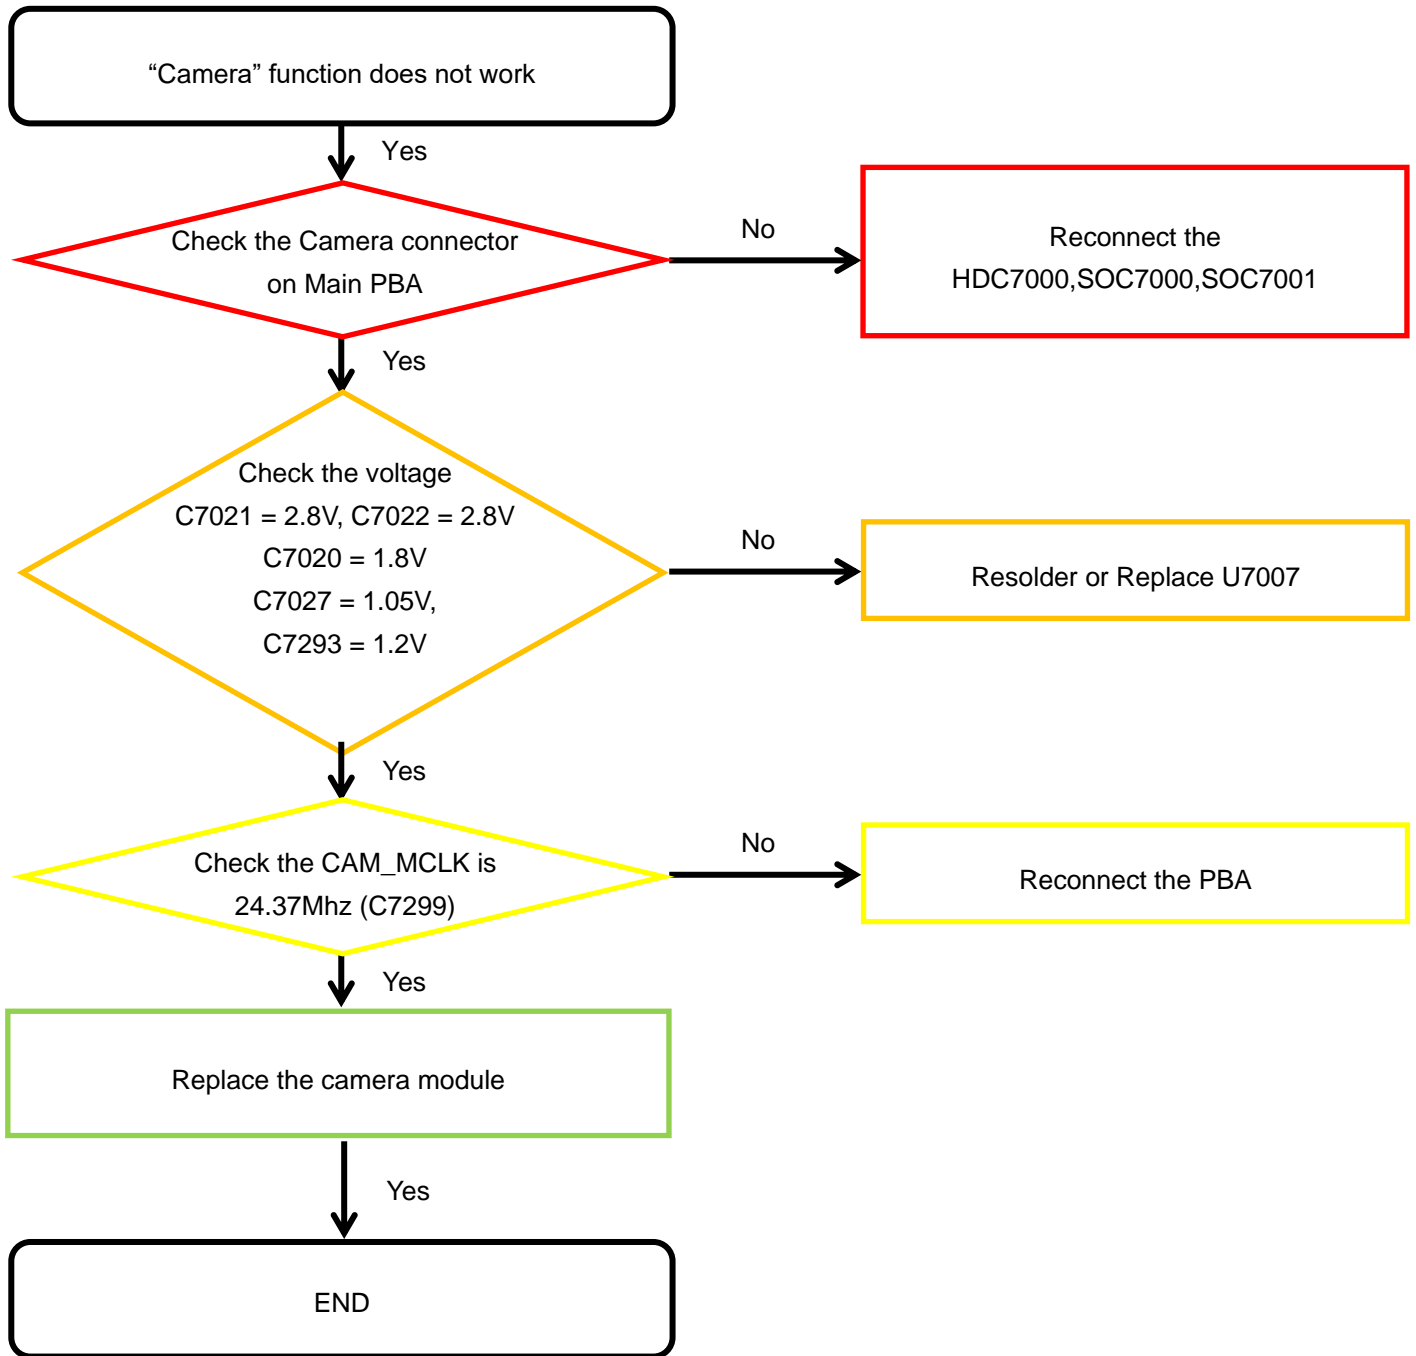 “Camera” function does not work
Yes
Check the Camera connector
on Main PBA
No
Reconnect the
HDC7000,SOC7000,SOC7001
Yes
Check the voltage
C7021 = 2.8V, C7022 = 2.8V
C7020 = 1.8V
C7027 = 1.05V,
C7293 = 1.2V
No
Resolder or Replace U7007
Yes
Check the CAM_MCLK is
24.37Mhz (C7299)
No
Reconnect the PBA
Yes
Replace the camera module
Yes
END